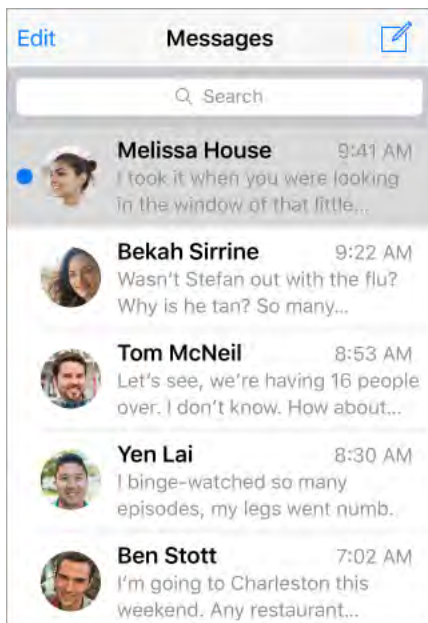 Edit Messages
Search
Melissa House 9:41 AM
I took it when you were looking
in the window of that little...
Bekah Sirrine 9:22 AM
Wasn't Stefan out with the flu?
Why is he tan? So many...
Tom McNeil 8:53 AM
Let's see, we're having 16 people
over. I don't know. How about...
Yen Lai 8:30 AM
I binge-watched so many
episodes, my legs went numb.
Ben Stott 7:02 AM
I'm going to Charleston this
weekend. Any restaurant...